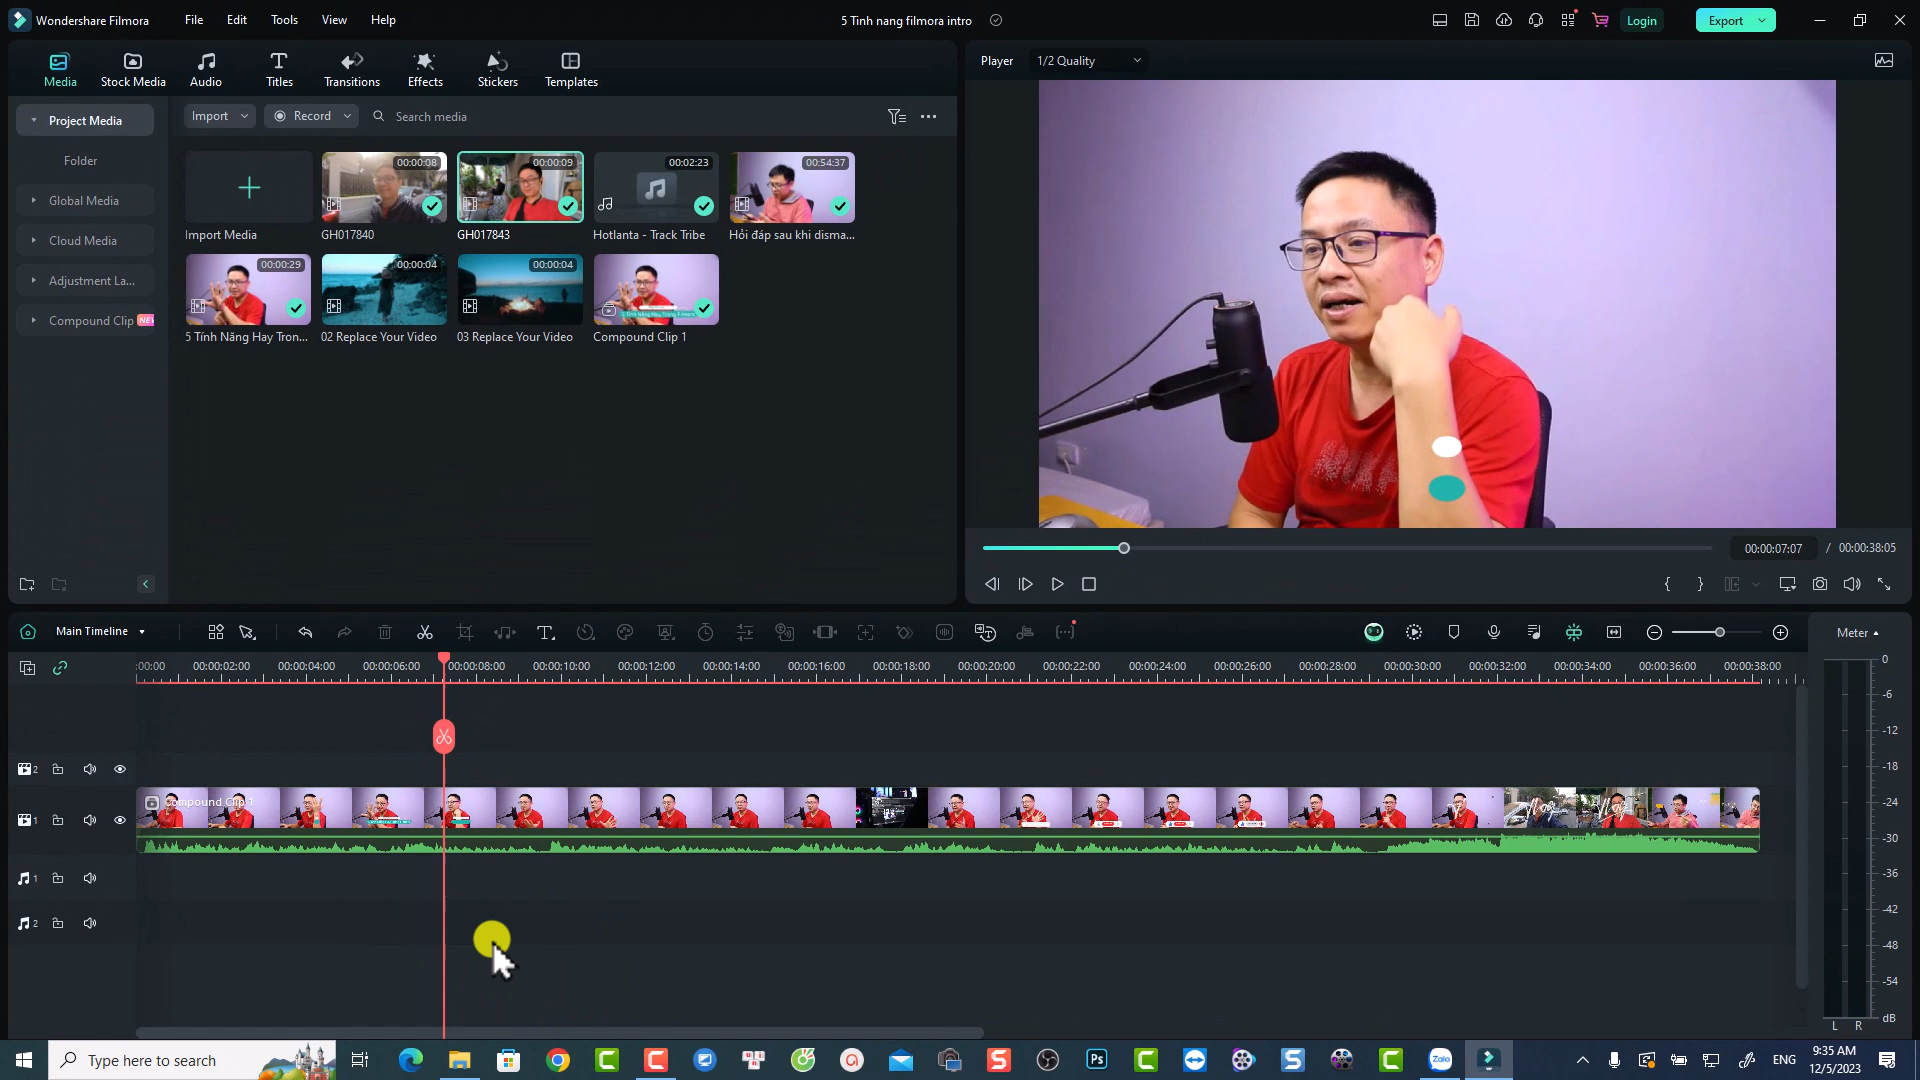 Wondershare Filmora
File
Edit
Tools
View
Help
5 Tinh nang filmora intro
Login
Export
Media
Stock Media
Audio
Titles
Transitions
Effects
Stickers
Templates
Player
1/2 Quality
Project Media
Import
Record
Search media
Folder
Global Media
Cloud Media
Adjustment La...
Compound Clip
00:00:08
00:00:09
00:02:23
00:54:37
Import Media
GH017840
GH017843
Hotlanta - Track Tribe
Hỏi đáp sau khi disma...
00:00:29
00:00:04
00:00:04
5 Tính Năng Hay Tron...
02 Replace Your Video
03 Replace Your Video
Compound Clip 1
00:00:07:07
/ 00:00:38:05
Main Timeline
Meter
:00:00
00:00:02:00
00:00:04:00
00:00:06:00
00:00:08:00
00:00:10:00
00:00:12:00
00:00:14:00
00:00:16:00
00:00:18:00
00:00:20:00
00:00:22:00
00:00:24:00
00:00:26:00
00:00:28:00
00:00:30:00
00:00:32:00
00:00:34:00
00:00:36:00
00:00:38:00
2
Compound Clip 1
1
1
2
0
-6
-12
-18
-24
-30
-36
-42
-48
-54
dB
L R
Type here to search
Ps
Zalo
ENG
9:35 AM
12/5/2023